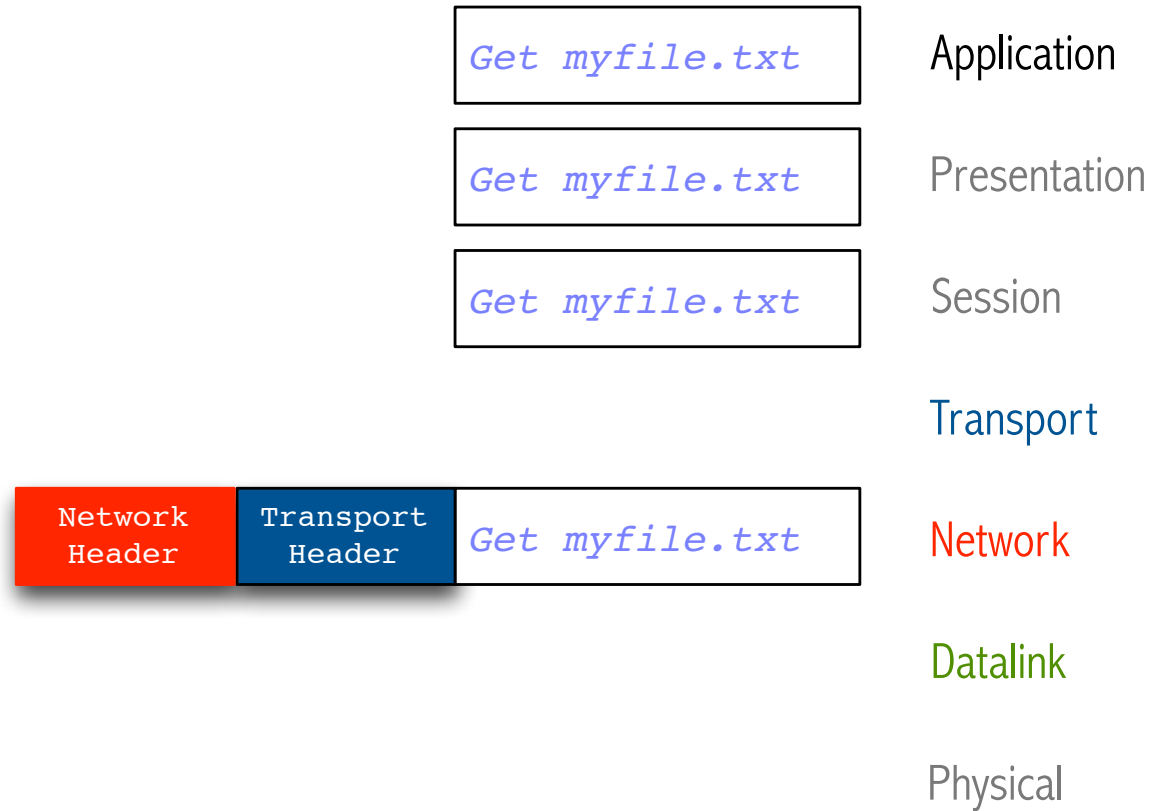 Get myfile.txt
Application
Get myfile.txt
Presentation
Get myfile.txt
Session
Transport
Network
Header
Transport
Header
Get myfile.txt
Network
Datalink
Physical